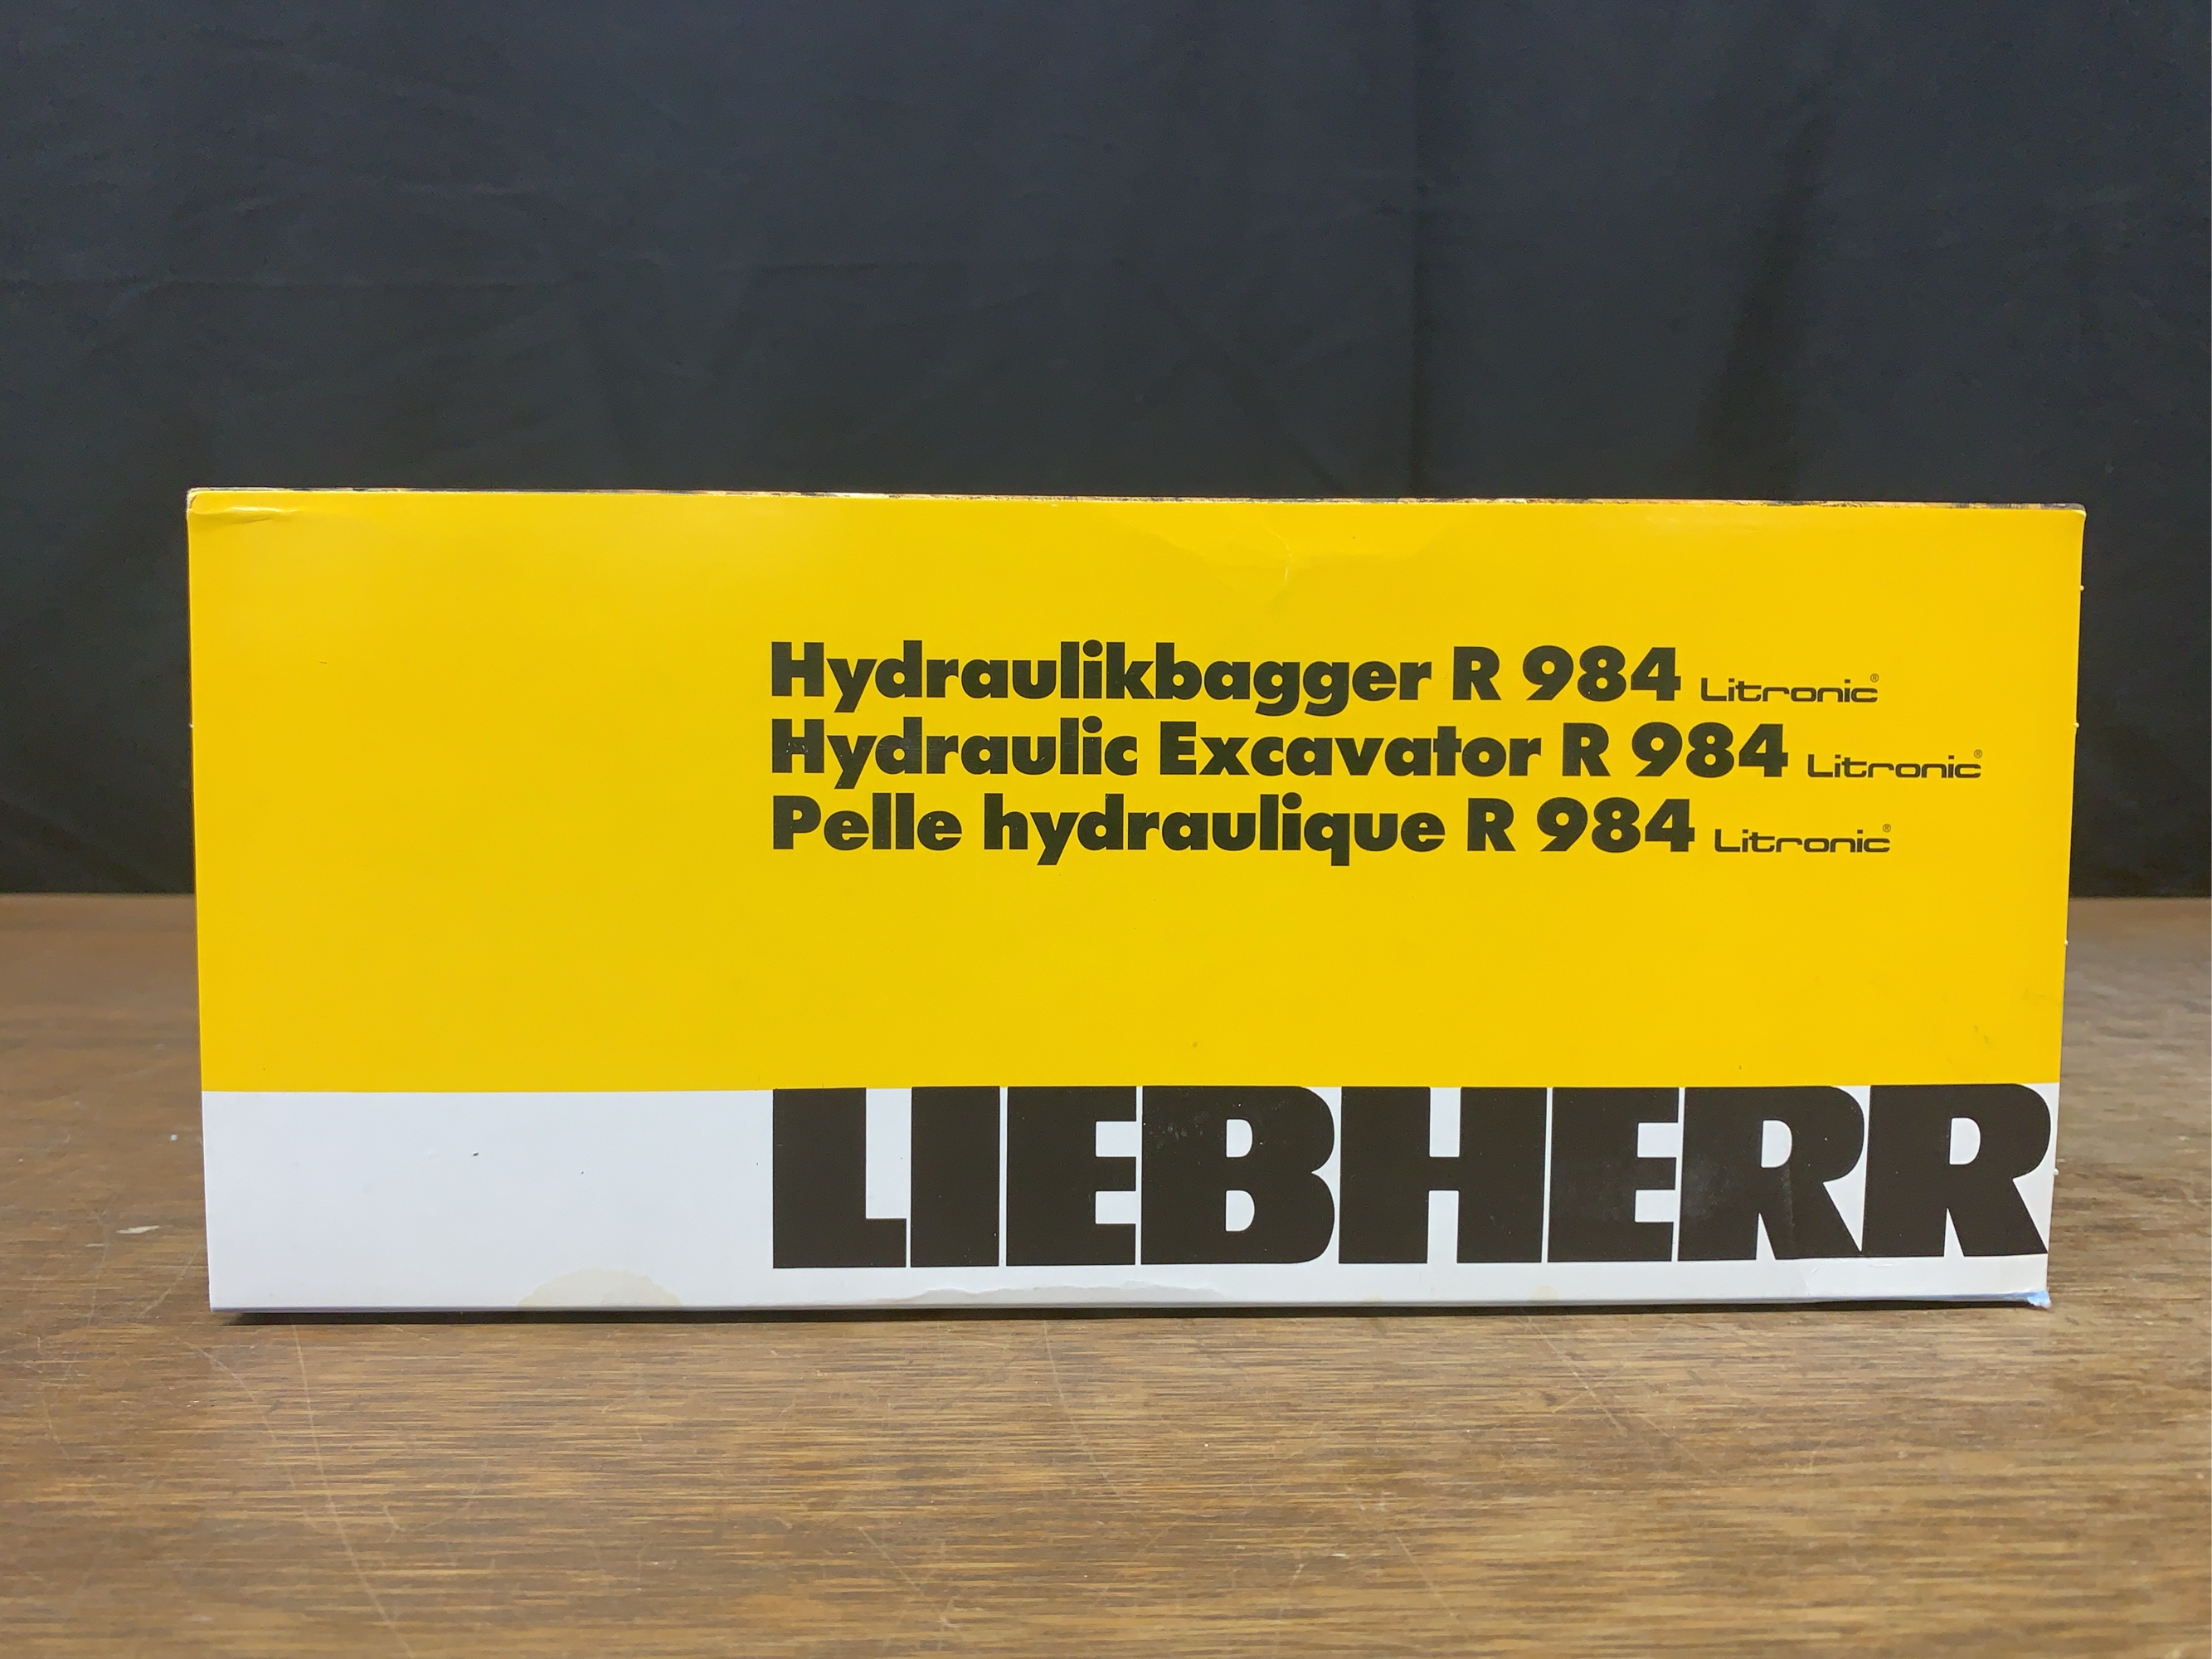 Hydraulikbagger R 984 Litronic®
Hydraulic Excavator R 984 Litronic®
Pelle hydraulique R 984 Litronic®
LIEBHERR